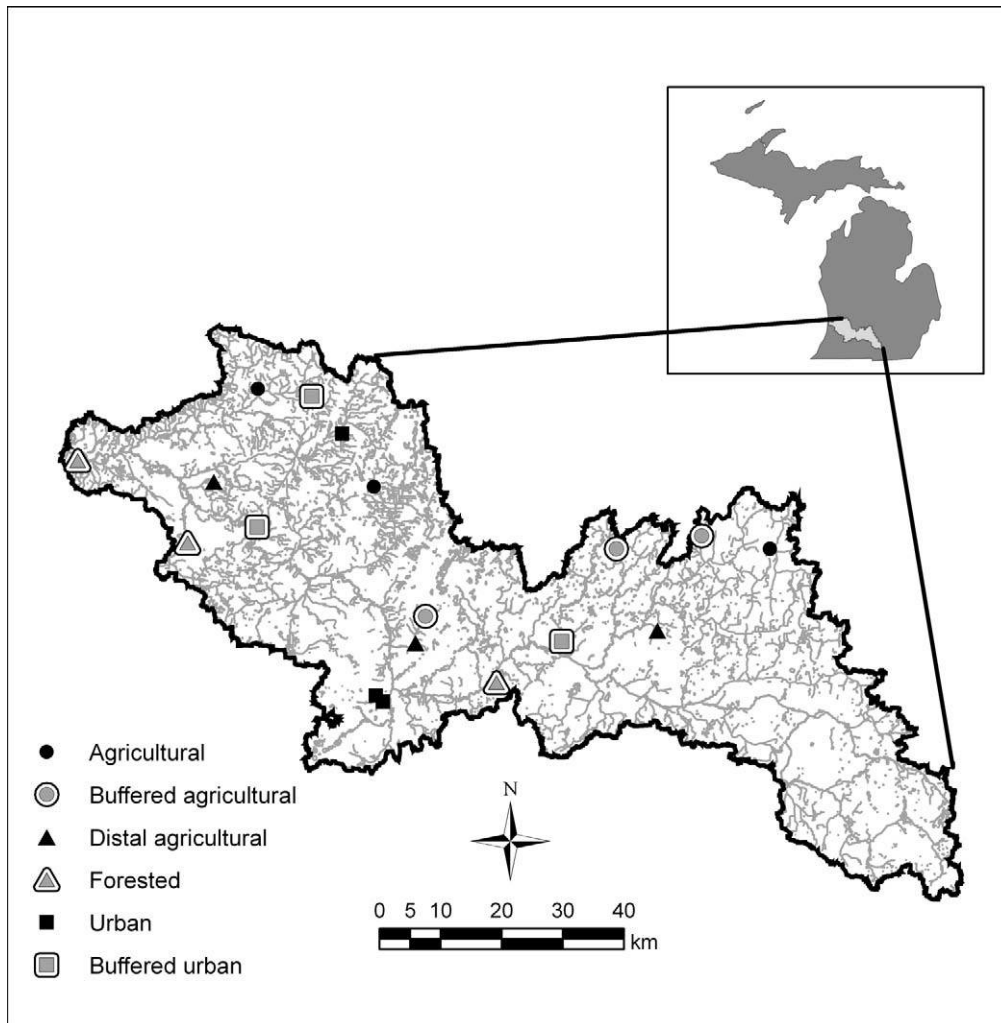 Agricultural
Buffered agricultural
Distal agricultural
Forested
Urban
Buffered urban
N
0 5 10 20 30 40
km